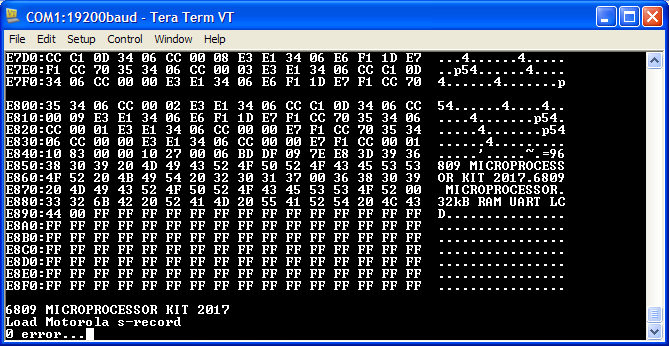 COM1:19200baud - Tera Term VT
File Edit Setup Control Window Help
E7D0:CC C1 0D 34 06 CC 00 08 E3 E1 34 06 E6 F1 1D E7  ...4......4.....
E7E0:F1 CC 70 35 34 06 CC 00 03 E3 E1 34 06 CC C1 0D  ..p54......4....
E7F0:34 06 CC 00 00 E3 E1 34 06 E6 F1 1D E7 F1 CC 70  4......4.......p
E800:35 34 06 CC 00 02 E3 E1 34 06 CC C1 0D 34 06 CC  54......4....4..
E810:00 09 E3 E1 34 06 E6 F1 1D E7 F1 CC 70 35 34 06  ....4.......p54.
E820:CC 00 01 E3 E1 34 06 CC 00 00 E7 F1 CC 70 35 34  .....4.......p54
E830:06 CC 00 00 E3 E1 34 06 CC 00 00 E7 F1 CC 00 01  ......4.........
E840:10 83 00 00 10 27 00 06 BD DF 09 7E E8 3D 39 36  .....'.....~.=96
E850:38 30 39 20 4D 49 43 52 4F 50 52 4F 43 45 53 53  809 MICROPROCESS
E860:4F 52 20 4B 49 54 20 32 30 31 37 00 36 38 30 39  OR KIT 2017.6809
E870:20 4D 49 43 52 4F 50 52 4F 43 45 53 53 4F 52 00   MICROPROCESSOR.
E880:33 32 6B 42 20 52 41 4D 20 55 41 52 54 20 4C 43  32kB RAM UART LC
E890:44 00 FF FF FF FF FF FF FF FF FF FF FF FF FF FF  D...............
E8A0:FF FF FF FF FF FF FF FF FF FF FF FF FF FF FF FF  ................
E8B0:FF FF FF FF FF FF FF FF FF FF FF FF FF FF FF FF  ................
E8C0:FF FF FF FF FF FF FF FF FF FF FF FF FF FF FF FF  ................
E8D0:FF FF FF FF FF FF FF FF FF FF FF FF FF FF FF FF  ................
E8E0:FF FF FF FF FF FF FF FF FF FF FF FF FF FF FF FF  ................
E8F0:FF FF FF FF FF FF FF FF FF FF FF FF FF FF FF FF  ................
6809 MICROPROCESSOR KIT 2017
Load Motorola s-record
0 error...